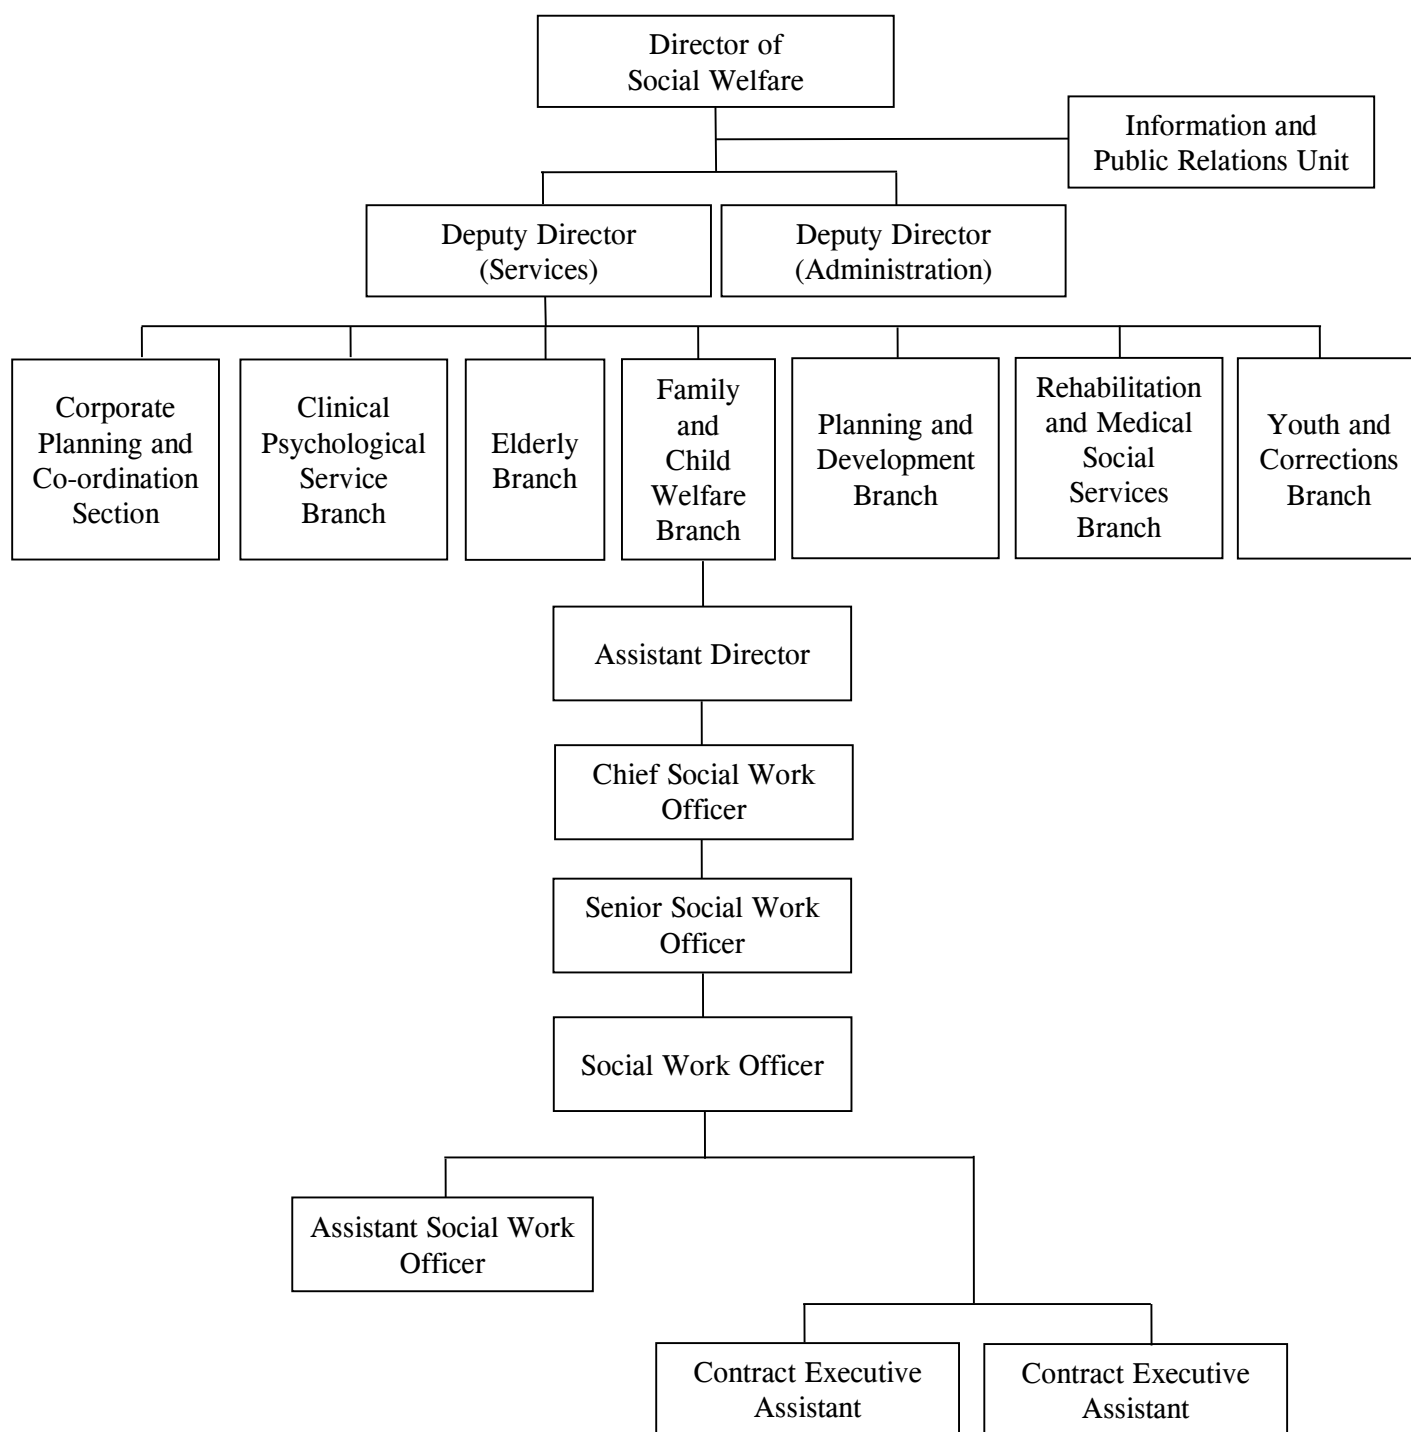 Director of
Social Welfare
Information and
Public Relations Unit
Deputy Director
(Services)
Deputy Director
(Administration)
Corporate
Planning and
Co-ordination
Section
Clinical
Psychological
Service
Branch
Elderly
Branch
Family
and
Child
Welfare
Branch
Planning and
Development
Branch
Rehabilitation
and Medical
Social
Services
Branch
Youth and
Corrections
Branch
Assistant Director
Chief Social Work
Officer
Senior Social Work
Officer
Social Work Officer
Assistant Social Work
Officer
Contract Executive
Assistant
Contract Executive
Assistant